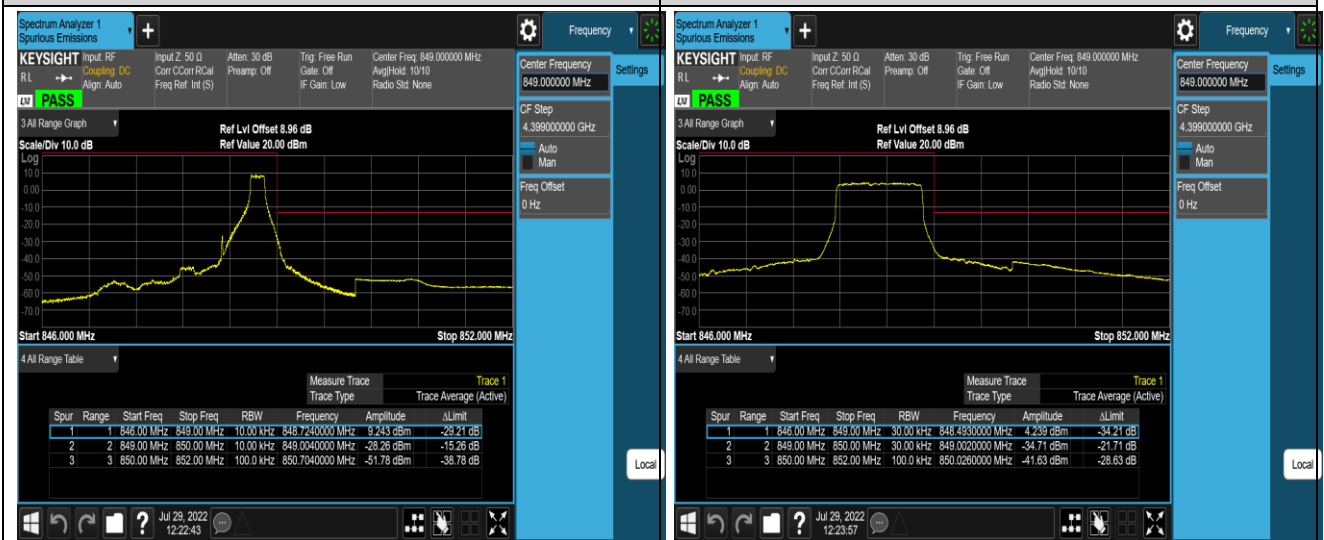 Spectrum Analyzer 1
Spurious Emissions
+
Frequency
KEYSIGHT
RL
LXI
PASS
Input: RF
Coupling: DC
Align: Auto
Input Z: 50 Ω
Corr CCorr RCal
Freq Ref: Int (S)
Atten: 30 dB
Preamp: Off
Trig: Free Run
Gate: Off
IF Gain: Low
Center Freq: 849.000000 MHz
Avg|Hold: 10/10
Radio Std: None
Center Frequency
849.000000 MHz
Settings
CF Step
4.399000000 GHz
Auto
Man
Freq Offset
0 Hz
3 All Range Graph
Ref Lvl Offset 8.96 dB
Scale/Div 10.0 dB
Ref Value 20.00 dBm
Log
10.0
0.00
-10.0
-20.0
-30.0
-40.0
-50.0
-60.0
-70.0
Start 846.000 MHz
Stop 852.000 MHz
4 All Range Table
Measure Trace Trace 1
Trace Type Trace Average (Active)
Spur Range Start Freq Stop Freq RBW Frequency Amplitude ∆Limit
1 1 846.00 MHz 849.00 MHz 10.00 kHz 848.7240000 MHz 9.243 dBm -29.21 dB
2 2 849.00 MHz 850.00 MHz 10.00 kHz 849.0040000 MHz -28.26 dBm -15.26 dB
3 3 850.00 MHz 852.00 MHz 100.0 kHz 850.7040000 MHz -51.78 dBm -38.78 dB
Local
?
Jul 29, 2022
12:22:43
Spectrum Analyzer 1
Spurious Emissions
+
Frequency
KEYSIGHT
RL
LXI
PASS
Input: RF
Coupling: DC
Align: Auto
Input Z: 50 Ω
Corr CCorr RCal
Freq Ref: Int (S)
Atten: 30 dB
Preamp: Off
Trig: Free Run
Gate: Off
IF Gain: Low
Center Freq: 849.000000 MHz
Avg|Hold: 10/10
Radio Std: None
Center Frequency
849.000000 MHz
Settings
CF Step
4.399000000 GHz
Auto
Man
Freq Offset
0 Hz
3 All Range Graph
Ref Lvl Offset 8.96 dB
Scale/Div 10.0 dB
Ref Value 20.00 dBm
Log
10.0
0.00
-10.0
-20.0
-30.0
-40.0
-50.0
-60.0
-70.0
Start 846.000 MHz
Stop 852.000 MHz
4 All Range Table
Measure Trace Trace 1
Trace Type Trace Average (Active)
Spur Range Start Freq Stop Freq RBW Frequency Amplitude ∆Limit
1 1 846.00 MHz 849.00 MHz 30.00 kHz 848.4930000 MHz 4.239 dBm -34.21 dB
2 2 849.00 MHz 850.00 MHz 30.00 kHz 849.0020000 MHz -34.71 dBm -21.71 dB
3 3 850.00 MHz 852.00 MHz 100.0 kHz 850.0260000 MHz -41.63 dBm -28.63 dB
Local
?
Jul 29, 2022
12:23:57